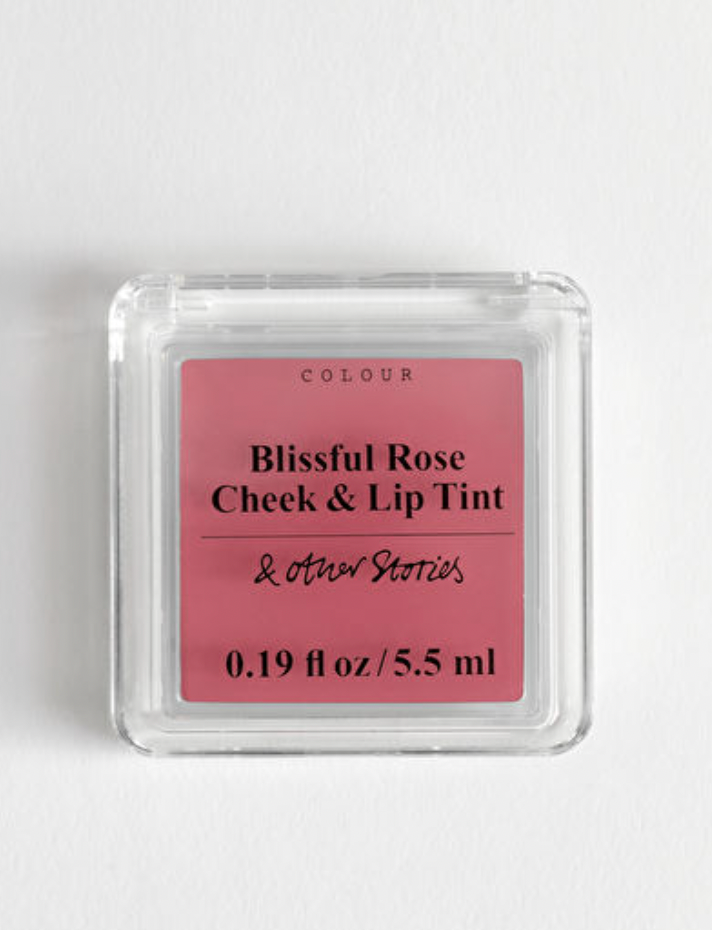 COLOUR
Blissful Rose
Cheek & Lip Tint
& other Stories
0.19 fl oz / 5.5 ml